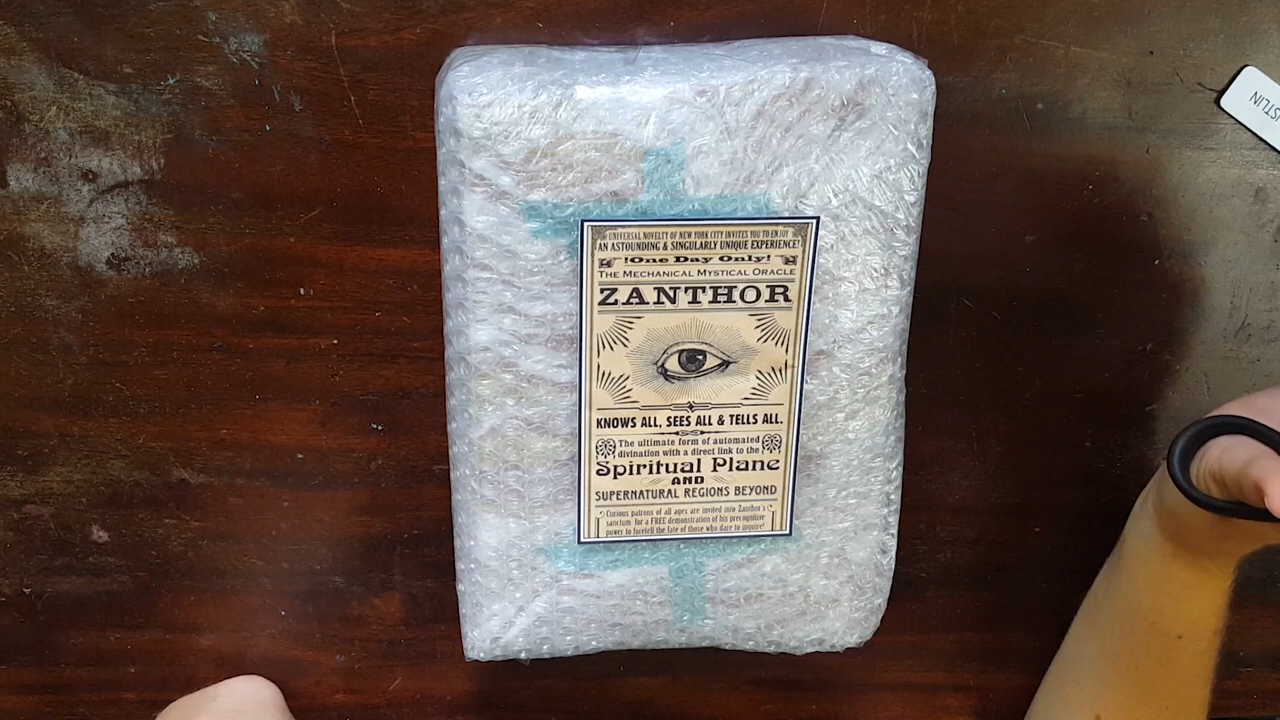 UNIVERSAL NOVELTY OF NEW YORK CITY INVITES YOU TO ENJOY
AN ASTOUNDING & SINGULARLY UNIQUE EXPERIENCE!
!One Day Only!
THE MECHANICAL MYSTICAL ORACLE
ZANTHOR
KNOWS ALL, SEES ALL & TELLS ALL.
The ultimate form of automated
divination with a direct link to the
Spiritual Plane
AND
SUPERNATURAL REGIONS BEYOND
Curious patrons of all ages are invited into Zanthor's
sanctum for a FREE demonstration of his precognitive
power to foretell the fate of those who dare to inquire!
USTLIN